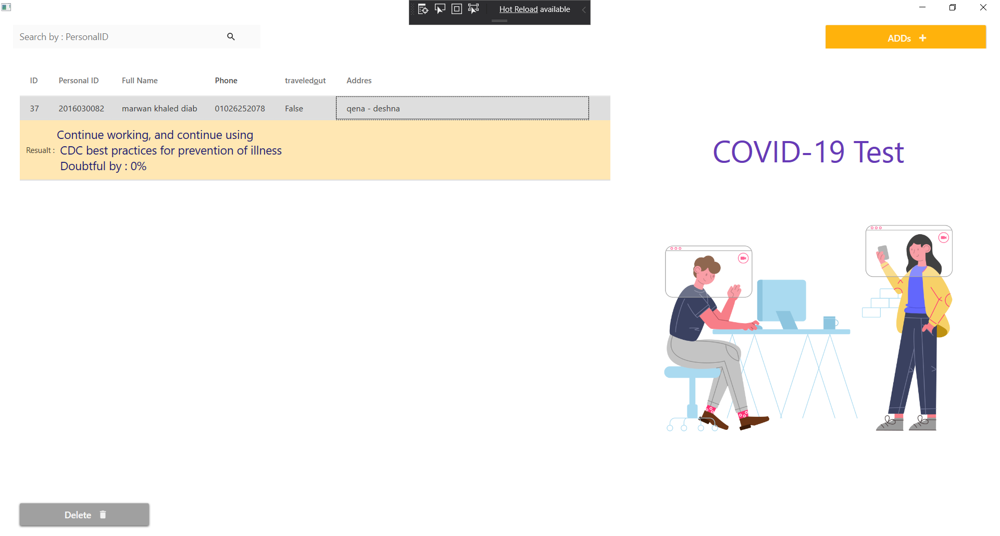 Hot Reload available
Search by : PersonalID
ADDs +
ID Personal ID Full Name Phone traveledout Addres
37 2016030082 marwan khaled diab 01026252078 False qena - deshna
Continue working, and continue using
Resualt : CDC best practices for prevention of illness
Doubtful by : 0%
COVID-19 Test
Delete